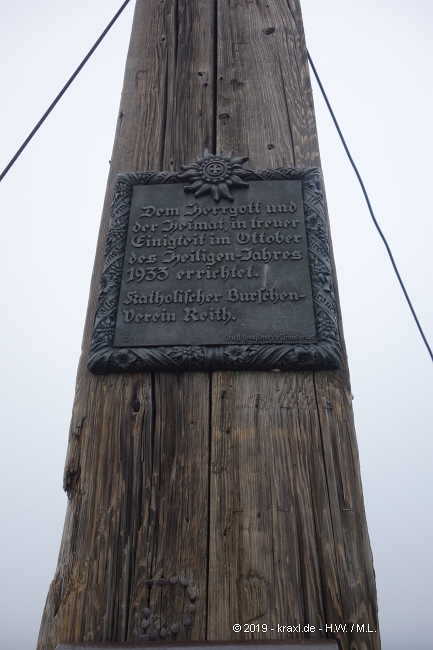 Dem Herrgott und
der Heimat, in treuer
Einigkeit im Oktober
des Heiligen-Jahres
1933 errichtet.
Katholischer Burschen-
Verein Reith.
© 2019 - kraxl.de - H.W. / M.L.